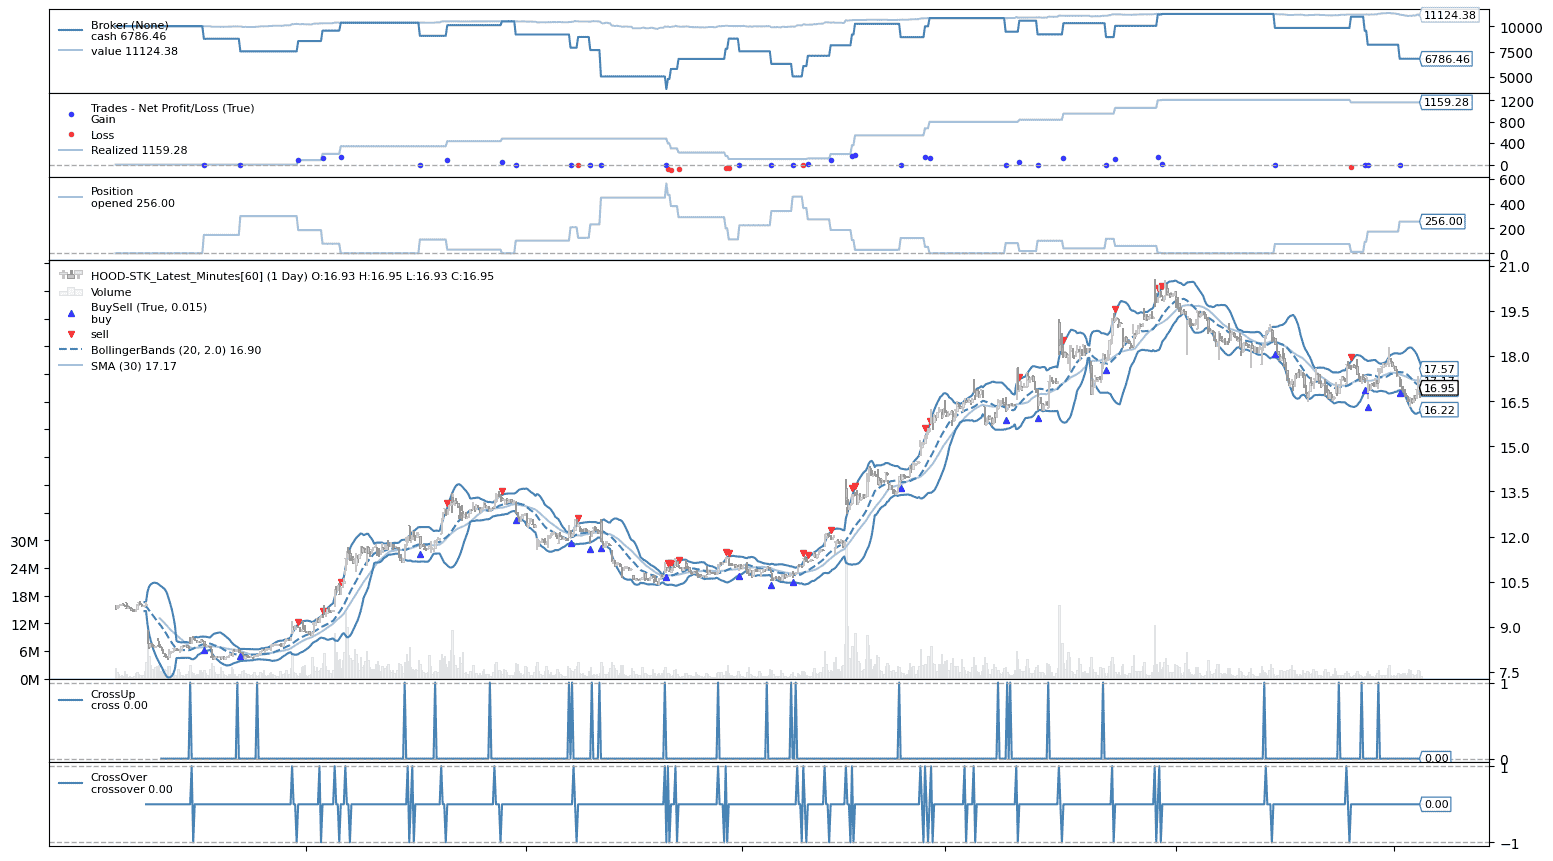 Broker (None)
cash 6786.46
value 11124.38
11124.38
10000
7500
6786.46
5000
Trades - Net Profit/Loss (True)
Gain
Loss
Realized 1159.28
1200
1159.28
800
400
0
Position
opened 256.00
600
400
256.00
200
0
HOOD-STK_Latest_Minutes[60] (1 Day) O:16.93 H:16.95 L:16.93 C:16.95
Volume
BuySell (True, 0.015)
buy
sell
BollingerBands (20, 2.0) 16.90
SMA (30) 17.17
21.0
19.5
18.0
17.57
16.95
16.5
16.22
15.0
13.5
12.0
10.5
9.0
7.5
30M
24M
18M
12M
6M
0M
CrossUp
cross 0.00
1
0.00
0
CrossOver
crossover 0.00
1
0.00
−1